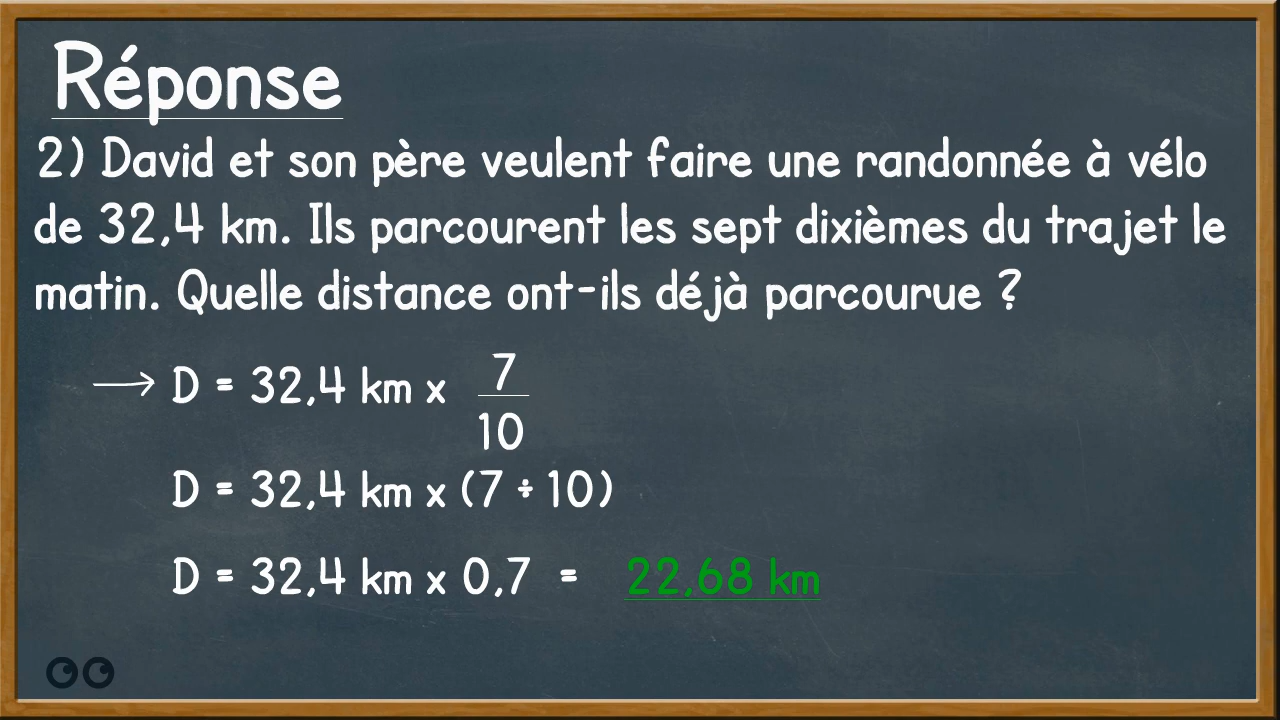 Réponse
2) David et son père veulent faire une randonnée à vélo
de 32,4 km. Ils parcourent les sept dixièmes du trajet le
matin. Quelle distance ont-ils déjà parcourue ?
→ D = 32,4 km x 7/10
D = 32,4 km x (7 ÷ 10)
D = 32,4 km x 0,7 = 22,68 km